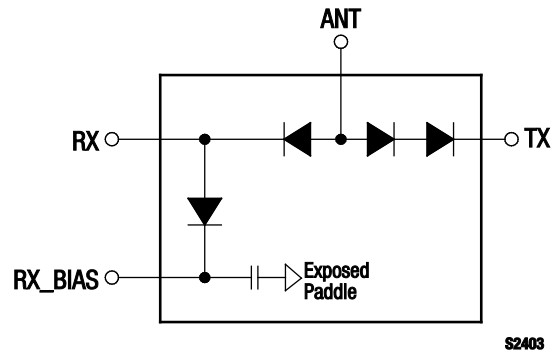 ANT
RX
TX
RX_BIAS
Exposed
Paddle
S2403